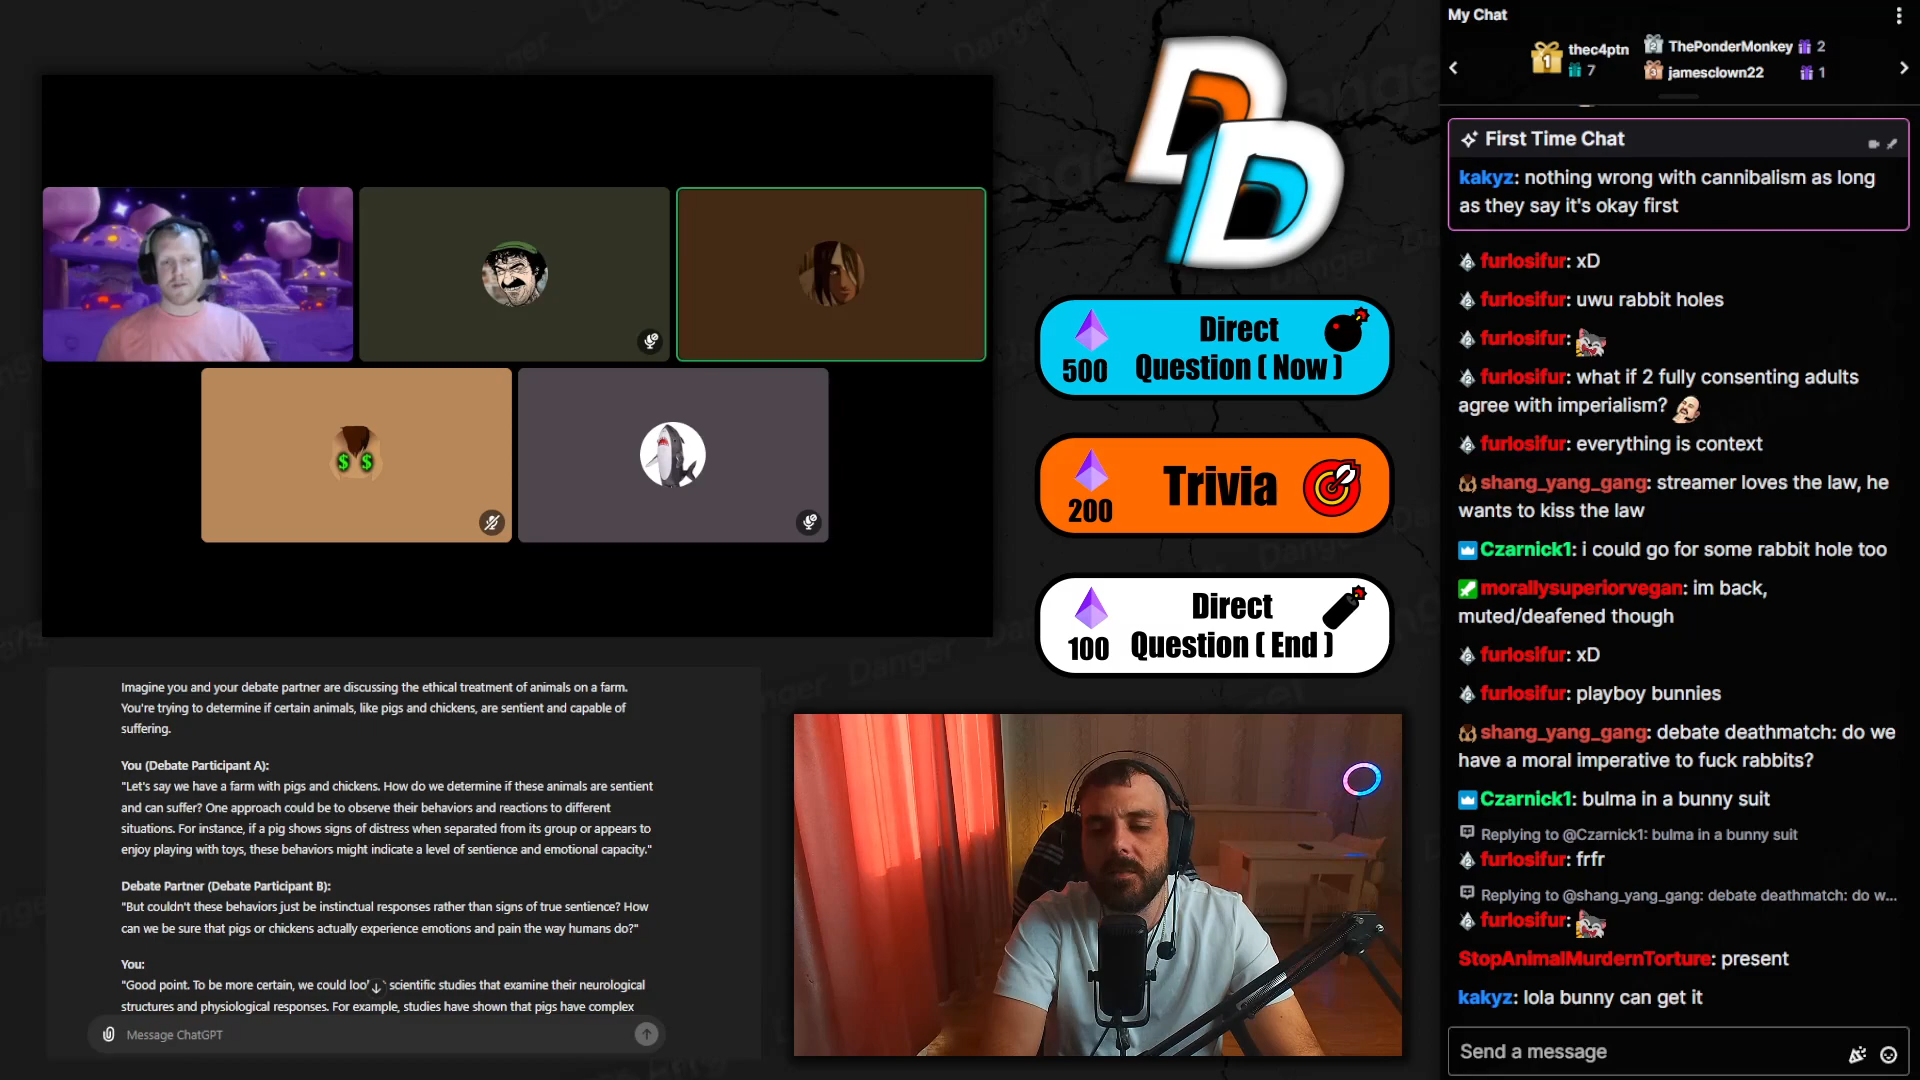 Imagine you and your debate partner are discussing the ethical treatment of animals on a farm.
You're trying to determine if certain animals, like pigs and chickens, are sentient and capable of
suffering.
You (Debate Participant A):
"Let's say we have a farm with pigs and chickens. How do we determine if these animals are sentient
and can suffer? One approach could be to observe their behaviors and reactions to different
situations. For instance, if a pig shows signs of distress when separated from its group or appears to
enjoy playing with toys, these behaviors might indicate a level of sentience and emotional capacity."
Debate Partner (Debate Participant B):
"But couldn't these behaviors just be instinctual responses rather than signs of true sentience? How
can we be sure that pigs or chickens actually experience emotions and pain the way humans do?"
You:
"Good point. To be more certain, we could scientific studies that examine their neurological
structures and physiological responses. For example, studies have shown that pigs have complex
Message ChatGPT
DD
Direct
500 Question ( Now )
200 Trivia
Direct
100 Question ( End )
My Chat
1 thec4ptn
7
2 ThePonderMonkey 2
3 jamesclown22 1
First Time Chat
kakyz: nothing wrong with cannibalism as long
as they say it's okay first
furlosifur: xD
furlosifur: uwu rabbit holes
furlosifur:
furlosifur: what if 2 fully consenting adults
agree with imperialism?
furlosifur: everything is context
shang_yang_gang: streamer loves the law, he
wants to kiss the law
Czarnick1: i could go for some rabbit hole too
morallysuperiorvegan: im back,
muted/deafened though
furlosifur: xD
furlosifur: playboy bunnies
shang_yang_gang: debate deathmatch: do we
have a moral imperative to fuck rabbits?
Czarnick1: bulma in a bunny suit
Replying to @Czarnick1: bulma in a bunny suit
furlosifur: frfr
Replying to @shang_yang_gang: debate deathmatch: do w...
furlosifur:
StopAnimalMurdernTorture: present
kakyz: lola bunny can get it
Send a message